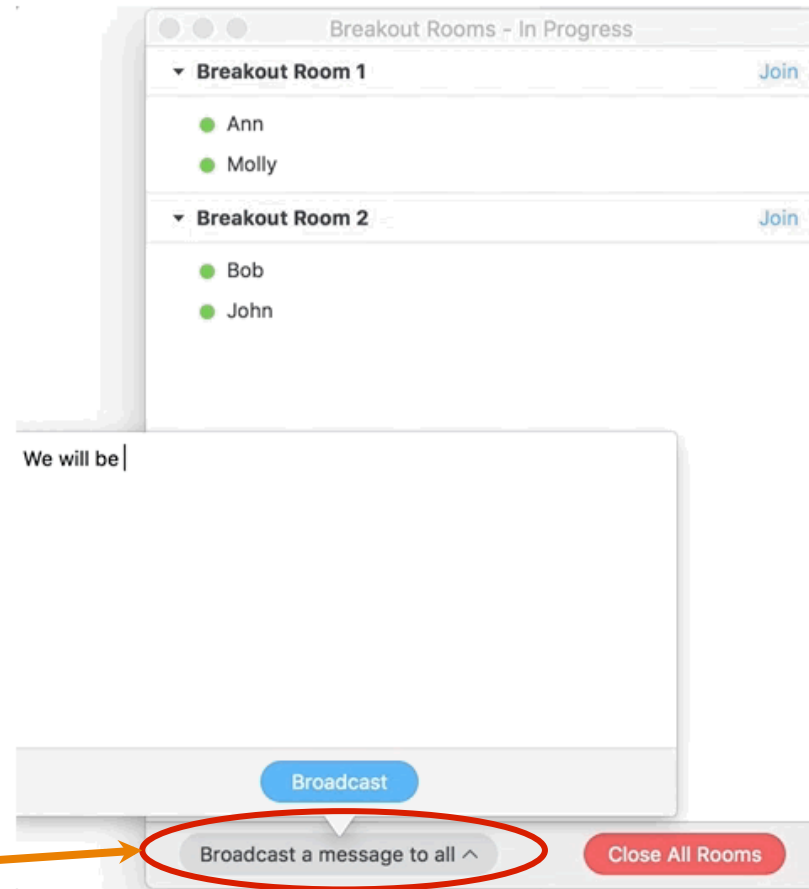 Breakout Rooms - In Progress
Breakout Room 1 Join
Ann
Molly
Breakout Room 2 Join
Bob
John
We will be
Broadcast
Broadcast a message to all Close All Rooms